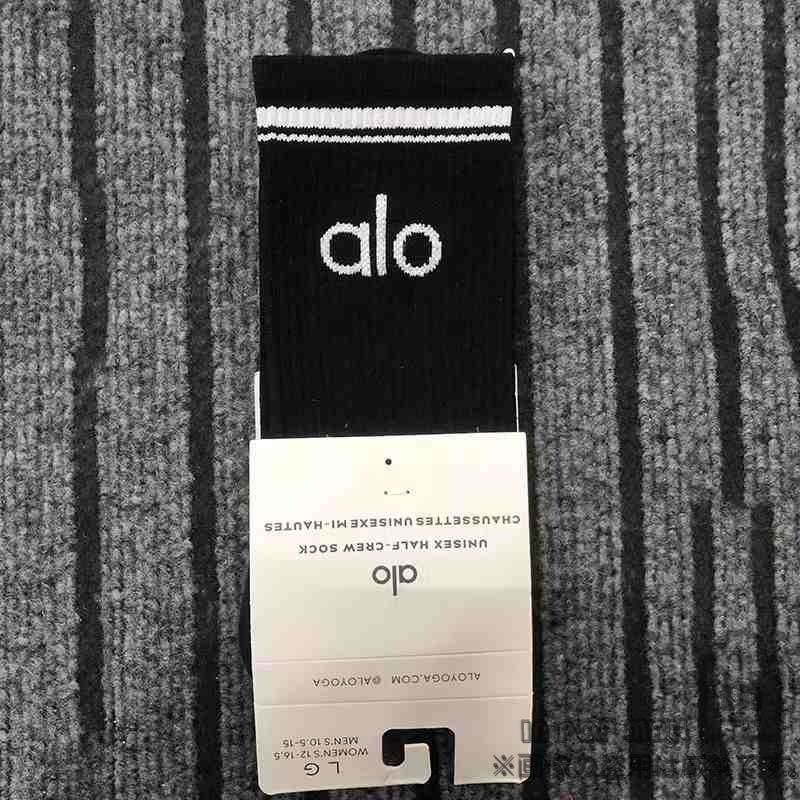 alo
CHAUSSETTES UNISEXE MI-HAUTES
UNISEX HALF-CREW SOCK
alo
ALOYOGA.COM @ALOYOGA
L G
WOMEN'S 12-16.5
MEN'S 10.5-15